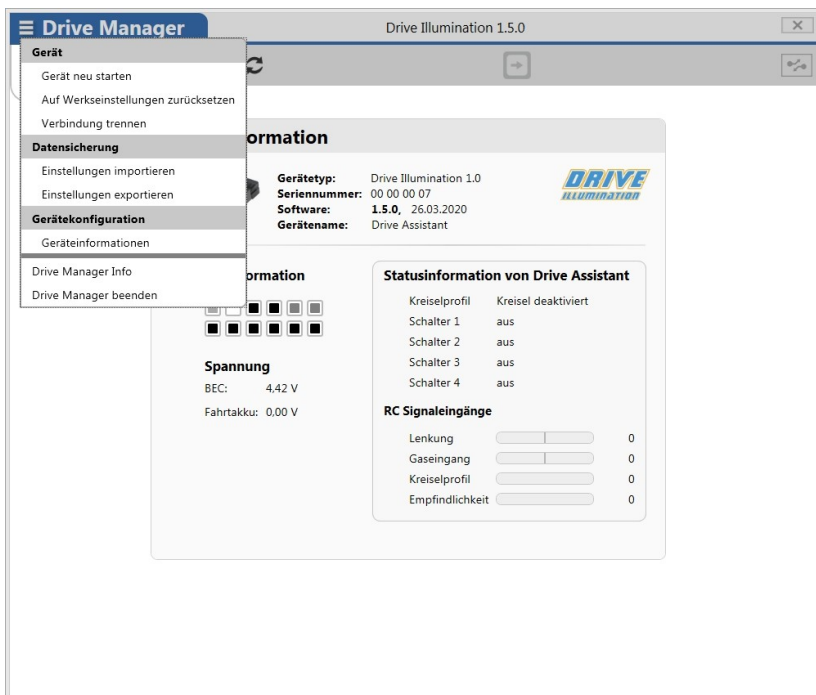 Drive Manager
Drive Illumination 1.5.0
Gerät
Gerät neu starten
Auf Werkseinstellungen zurücksetzen
Verbindung trennen
Datensicherung
Einstellungen importieren
Einstellungen exportieren
Gerätekonfiguration
Geräteinformationen
Drive Manager Info
Drive Manager beenden
ormation
Gerätetyp: Drive Illumination 1.0
Seriennummer: 00 00 00 07
Software: 1.5.0, 26.03.2020
Gerätename: Drive Assistant
DRIVE
ILLUMINATION
ormation
Spannung
BEC: 4,42 V
Fahrtakku: 0,00 V
Statusinformation von Drive Assistant
Kreiselprofil Kreisel deaktiviert
Schalter 1 aus
Schalter 2 aus
Schalter 3 aus
Schalter 4 aus
RC Signaleingänge
Lenkung 0
Gaseingang 0
Kreiselprofil 0
Empfindlichkeit 0